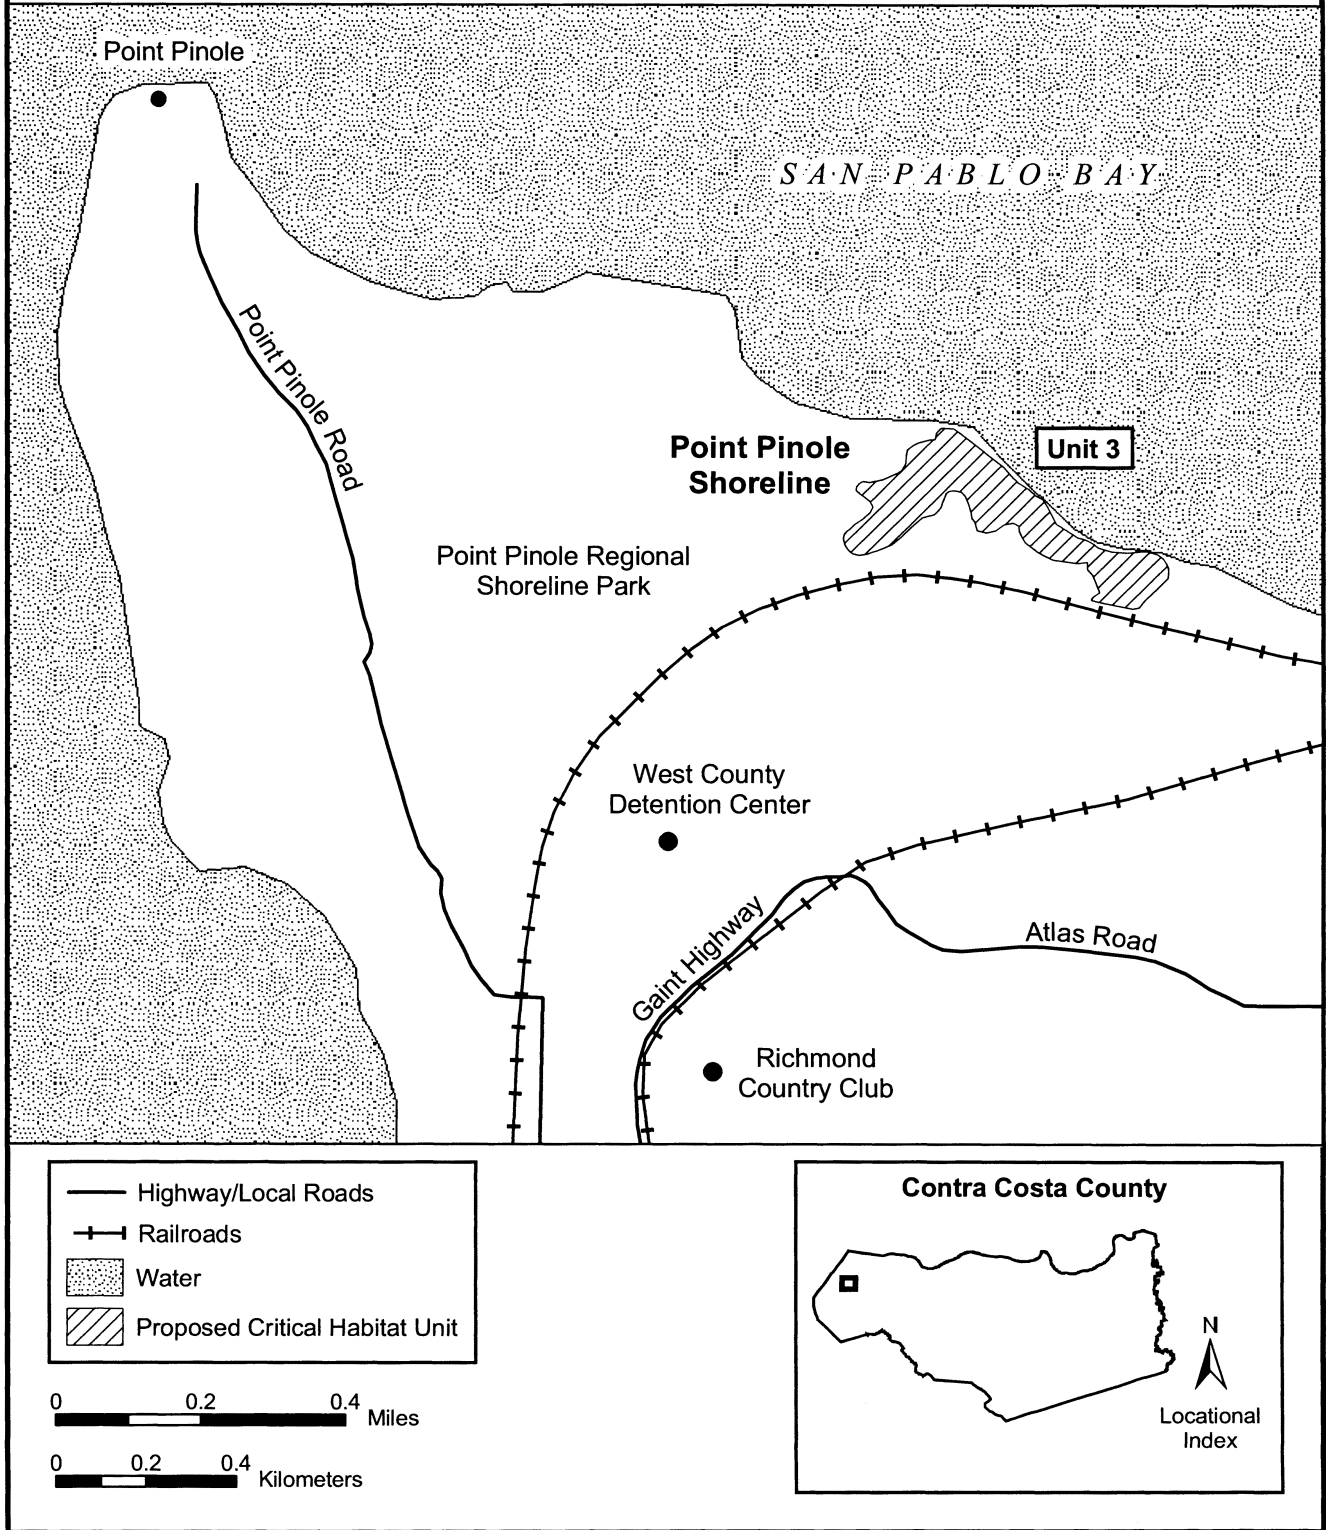 Point Pinole
SAN PABLO BAY
Point Pinole Road
Point Pinole
Shoreline
Unit 3
Point Pinole Regional
Shoreline Park
West County
Detention Center
Gaint Highway
Atlas Road
Richmond
Country Club
Highway/Local Roads
Railroads
Water
Proposed Critical Habitat Unit
0 0.2 0.4
Miles
0 0.2 0.4
Kilometers
Contra Costa County
N
Locational
Index